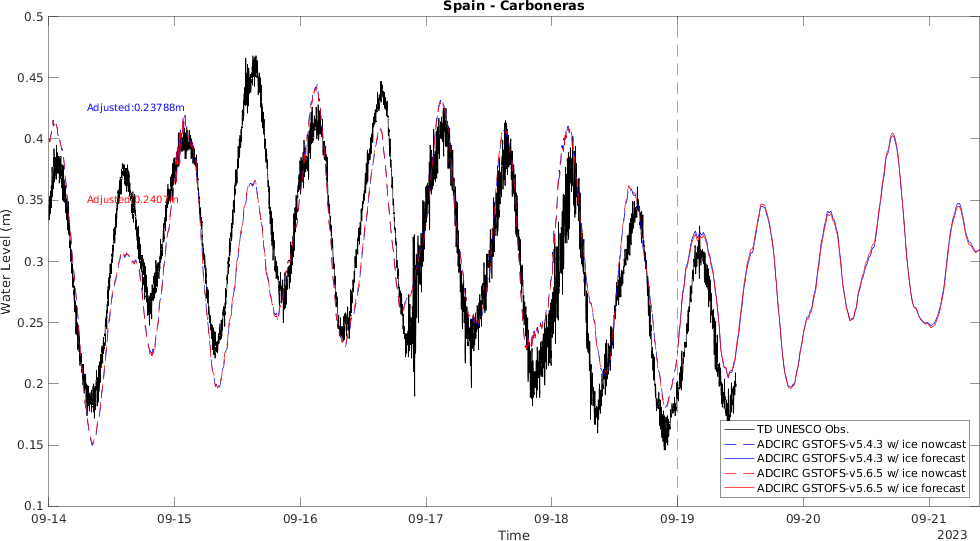 Spain - Carboneras
0.5
0.45
0.4
0.35
0.3
0.25
0.2
0.15
0.1
Water Level (m)
Adjusted:0.23788m
Adjusted:0.2407m
TD UNESCO Obs.
ADCIRC GSTOFS-v5.4.3 w/ ice nowcast
ADCIRC GSTOFS-v5.4.3 w/ ice forecast
ADCIRC GSTOFS-v5.6.5 w/ ice nowcast
ADCIRC GSTOFS-v5.6.5 w/ ice forecast
09-14 09-15 09-16 09-17 09-18 09-19 09-20 09-21
Time
2023